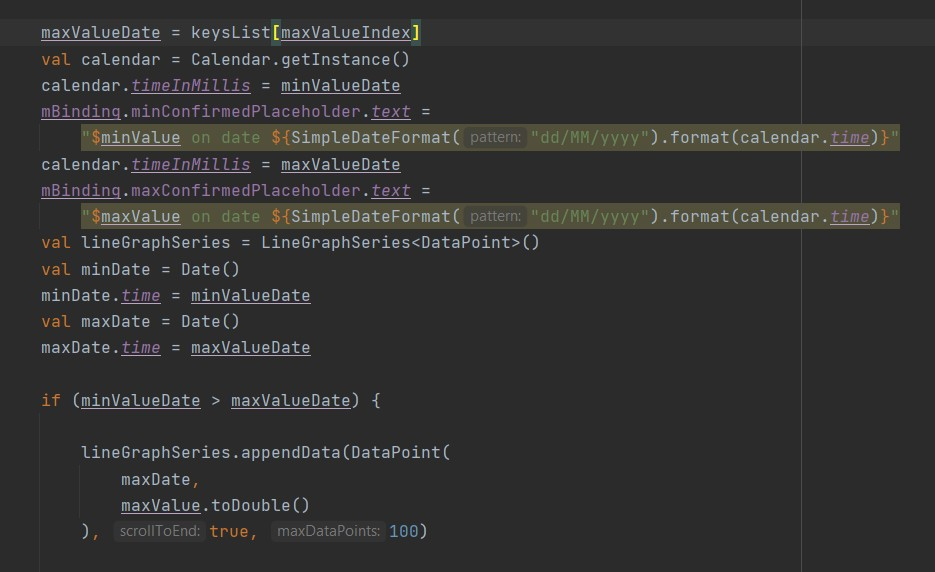 maxValueDate = keysList[maxValueIndex]
val calendar = Calendar.getInstance()
calendar.timeInMillis = minValueDate
mBinding.minConfirmedPlaceholder.text =
"$minValue on date ${SimpleDateFormat( pattern: "dd/MM/yyyy").format(calendar.time)}"
calendar.timeInMillis = maxValueDate
mBinding.maxConfirmedPlaceholder.text =
"$maxValue on date ${SimpleDateFormat( pattern: "dd/MM/yyyy").format(calendar.time)}"
val lineGraphSeries = LineGraphSeries<DataPoint>()
val minDate = Date()
minDate.time = minValueDate
val maxDate = Date()
maxDate.time = maxValueDate
if (minValueDate > maxValueDate) {
lineGraphSeries.appendData(DataPoint(
maxDate,
maxValue.toDouble()
), scrollToEnd: true, maxDataPoints: 100)